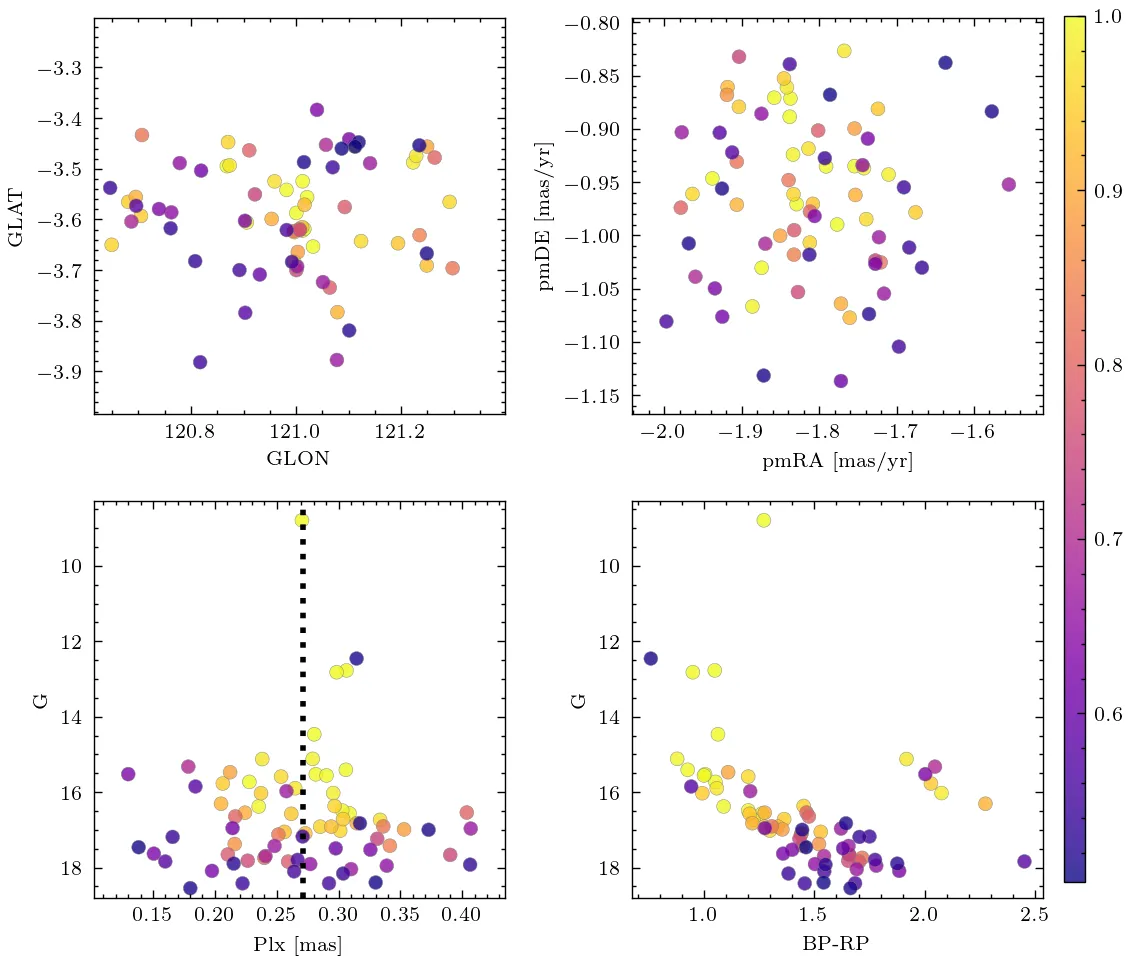 −3.3
−3.4
−3.5
−3.6
−3.7
−3.8
−3.9
GLAT
120.8 121.0 121.2
GLON
−0.80
−0.85
−0.90
−0.95
−1.00
−1.05
−1.10
−1.15
pmDE [mas/yr]
−2.0 −1.9 −1.8 −1.7 −1.6
pmRA [mas/yr]
1.0
0.9
0.8
0.7
0.6
10
12
14
16
18
G
0.15 0.20 0.25 0.30 0.35 0.40
Plx [mas]
10
12
14
16
18
G
1.0 1.5 2.0 2.5
BP-RP